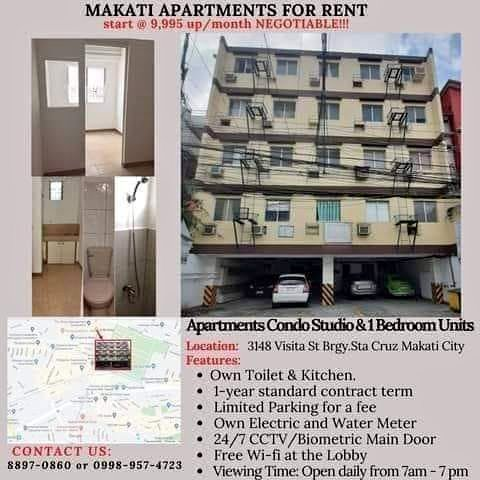 MAKATI APARTMENTS FOR RENT
start @ 9,995 up/month NEGOTIABLE!!!
Apartments Condo Studio & 1 Bedroom Units
Location: 3148 Visita St Brgy.Sta Cruz Makati City
Features:
• Own Toilet & Kitchen.
• 1-year standard contract term
• Limited Parking for a fee
• Own Electric and Water Meter
• 24/7 CCTV/Biometric Main Door
• Free Wi-fi at the Lobby
• Viewing Time: Open daily from 7am - 7 pm
CONTACT US:
8897-0860 or 0998-957-4723